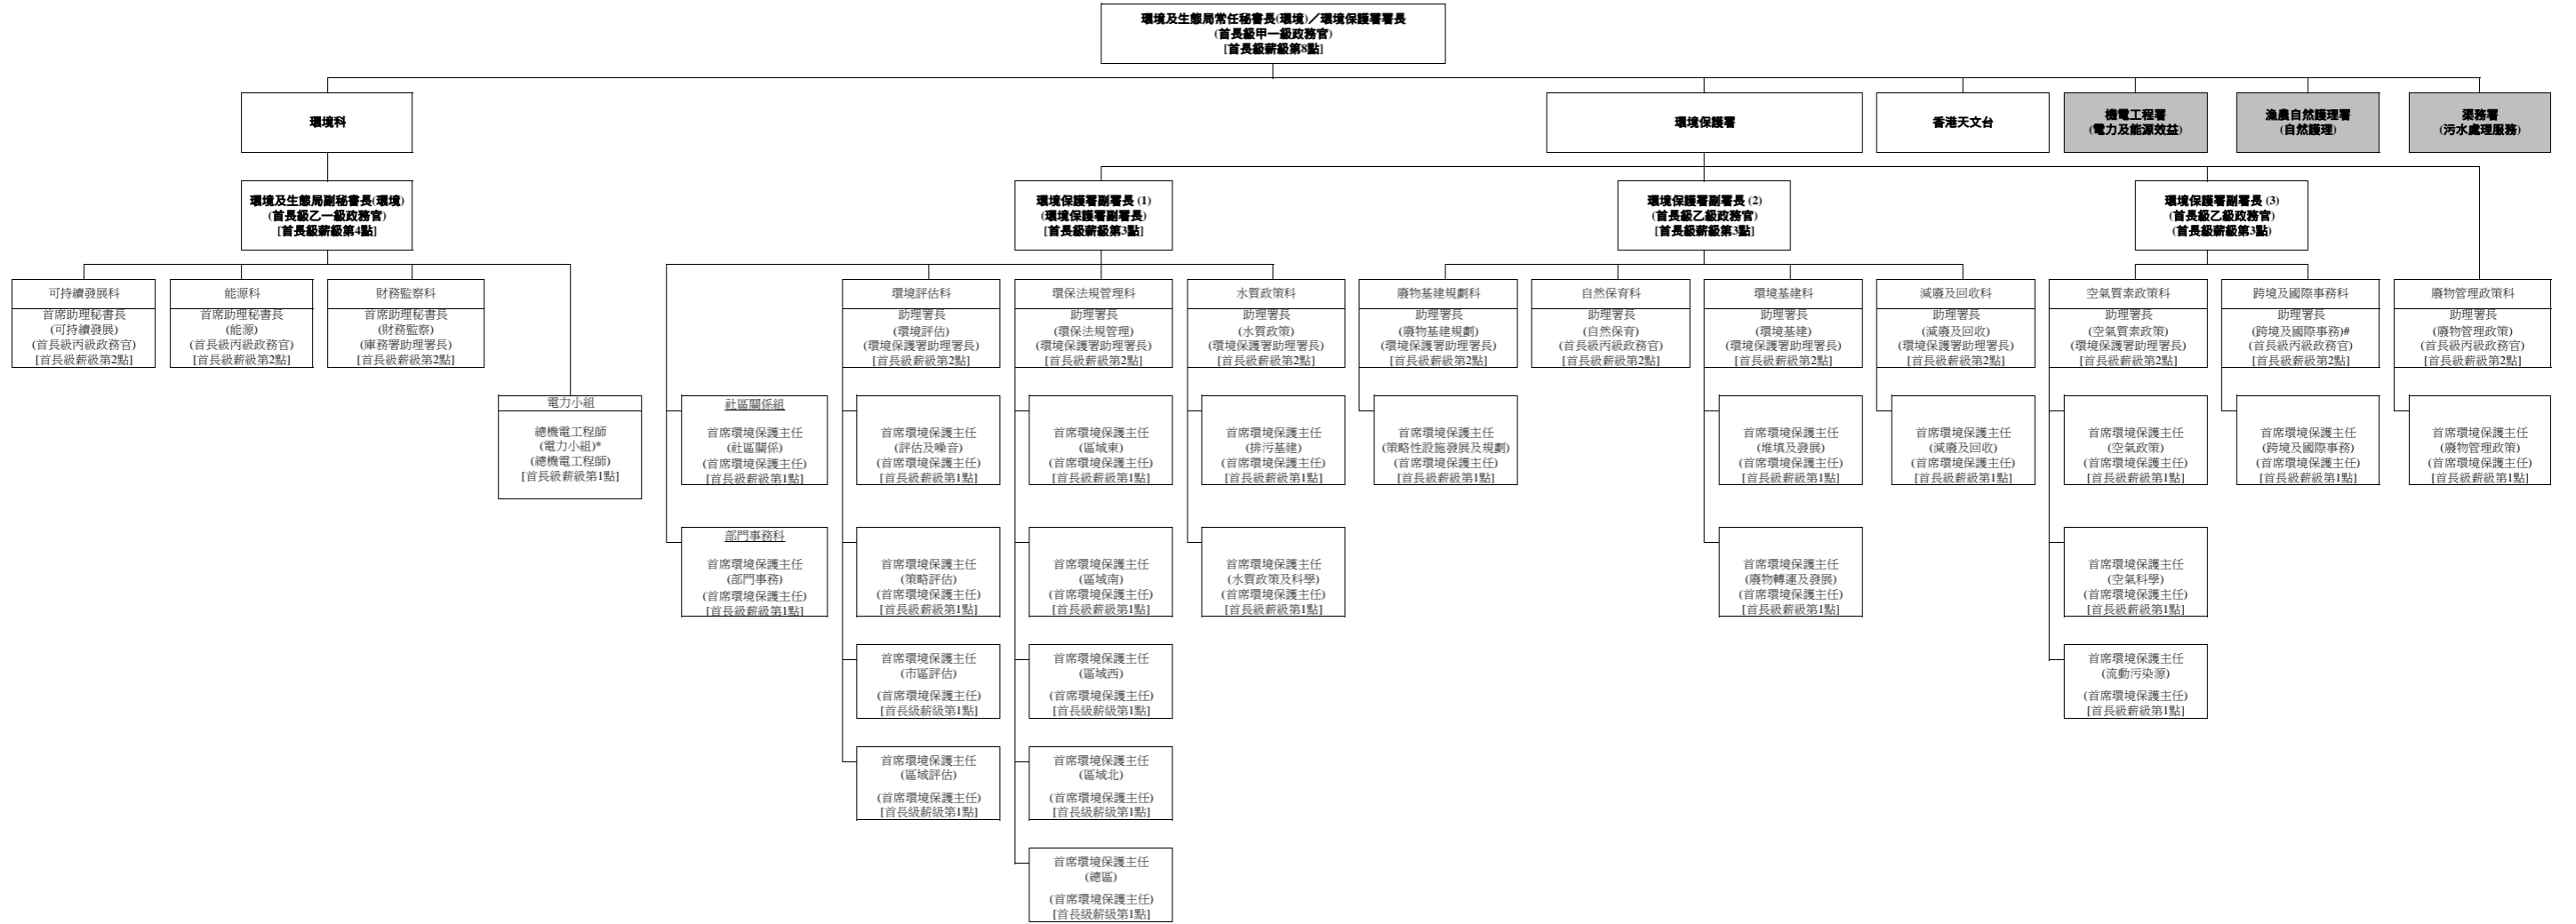 環境及生態局常任秘書長(環境)／環境保護署署長
(首長級甲一級政務官)
[首長級薪級第8點]
環境科
環境保護署
香港天文台
機電工程署
(電力及能源效益)
漁農自然護理署
(自然護理)
渠務署
(污水處理服務)
環境及生態局副秘書長(環境)
(首長級乙一級政務官)
[首長級薪級第4點]
環境保護署副署長 (1)
(環境保護署副署長)
[首長級薪級第3點]
環境保護署副署長 (2)
(首長級乙級政務官)
[首長級薪級第3點]
環境保護署副署長 (3)
(首長級乙級政務官)
(首長級薪級第3點)
可持續發展科
首席助理秘書長
(可持續發展)
(首長級丙級政務官)
[首長級薪級第2點]
能源科
首席助理秘書長
(能源)
(首長級丙級政務官)
[首長級薪級第2點]
財務監察科
首席助理秘書長
(財務監察)
(庫務署助理署長)
[首長級薪級第2點]
環境評估科
助理署長
(環境評估)
(環境保護署助理署長)
[首長級薪級第2點]
環保法規管理科
助理署長
(環保法規管理)
(環境保護署助理署長)
[首長級薪級第2點]
水質政策科
助理署長
(水質政策)
(環境保護署助理署長)
[首長級薪級第2點]
廢物基建規劃科
助理署長
(廢物基建規劃)
(環境保護署助理署長)
[首長級薪級第2點]
自然保育科
助理署長
(自然保育)
(首長級丙級政務官)
[首長級薪級第2點]
環境基建科
助理署長
(環境基建)
(環境保護署助理署長)
[首長級薪級第2點]
減廢及回收科
助理署長
(減廢及回收)
(環境保護署助理署長)
[首長級薪級第2點]
空氣質素政策科
助理署長
(空氣質素政策)
(環境保護署助理署長)
[首長級薪級第2點]
跨境及國際事務科
助理署長
(跨境及國際事務)#
(首長級丙級政務官)
[首長級薪級第2點]
廢物管理政策科
助理署長
(廢物管理政策)
(首長級丙級政務官)
[首長級薪級第2點]
電力小組
總機電工程師
(電力小組)*
(總機電工程師)
[首長級薪級第1點]
社區關係組
首席環境保護主任
(社區關係)
(首席環境保護主任)
[首長級薪級第1點]
首席環境保護主任
(評估及噪音)
(首席環境保護主任)
[首長級薪級第1點]
首席環境保護主任
(區域東)
(首席環境保護主任)
[首長級薪級第1點]
首席環境保護主任
(排污基建)
(首席環境保護主任)
[首長級薪級第1點]
首席環境保護主任
(策略性設施發展及規劃)
(首席環境保護主任)
[首長級薪級第1點]
首席環境保護主任
(堆填及發展)
(首席環境保護主任)
[首長級薪級第1點]
首席環境保護主任
(減廢及回收)
(首席環境保護主任)
[首長級薪級第1點]
首席環境保護主任
(空氣政策)
(首席環境保護主任)
[首長級薪級第1點]
首席環境保護主任
(跨境及國際事務)
(首席環境保護主任)
[首長級薪級第1點]
首席環境保護主任
(廢物管理政策)
(首席環境保護主任)
[首長級薪級第1點]
部門事務科
首席環境保護主任
(部門事務)
(首席環境保護主任)
[首長級薪級第1點]
首席環境保護主任
(策略評估)
(首席環境保護主任)
[首長級薪級第1點]
首席環境保護主任
(區域南)
(首席環境保護主任)
[首長級薪級第1點]
首席環境保護主任
(水質政策及科學)
(首席環境保護主任)
[首長級薪級第1點]
首席環境保護主任
(廢物轉運及發展)
(首席環境保護主任)
[首長級薪級第1點]
首席環境保護主任
(空氣科學)
(首席環境保護主任)
[首長級薪級第1點]
首席環境保護主任
(市區評估)
(首席環境保護主任)
[首長級薪級第1點]
首席環境保護主任
(區域西)
(首席環境保護主任)
[首長級薪級第1點]
首席環境保護主任
(流動污染源)
(首席環境保護主任)
[首長級薪級第1點]
首席環境保護主任
(區域評估)
(首席環境保護主任)
[首長級薪級第1點]
首席環境保護主任
(區域北)
(首席環境保護主任)
[首長級薪級第1點]
首席環境保護主任
(總區)
(首席環境保護主任)
[首長級薪級第1點]